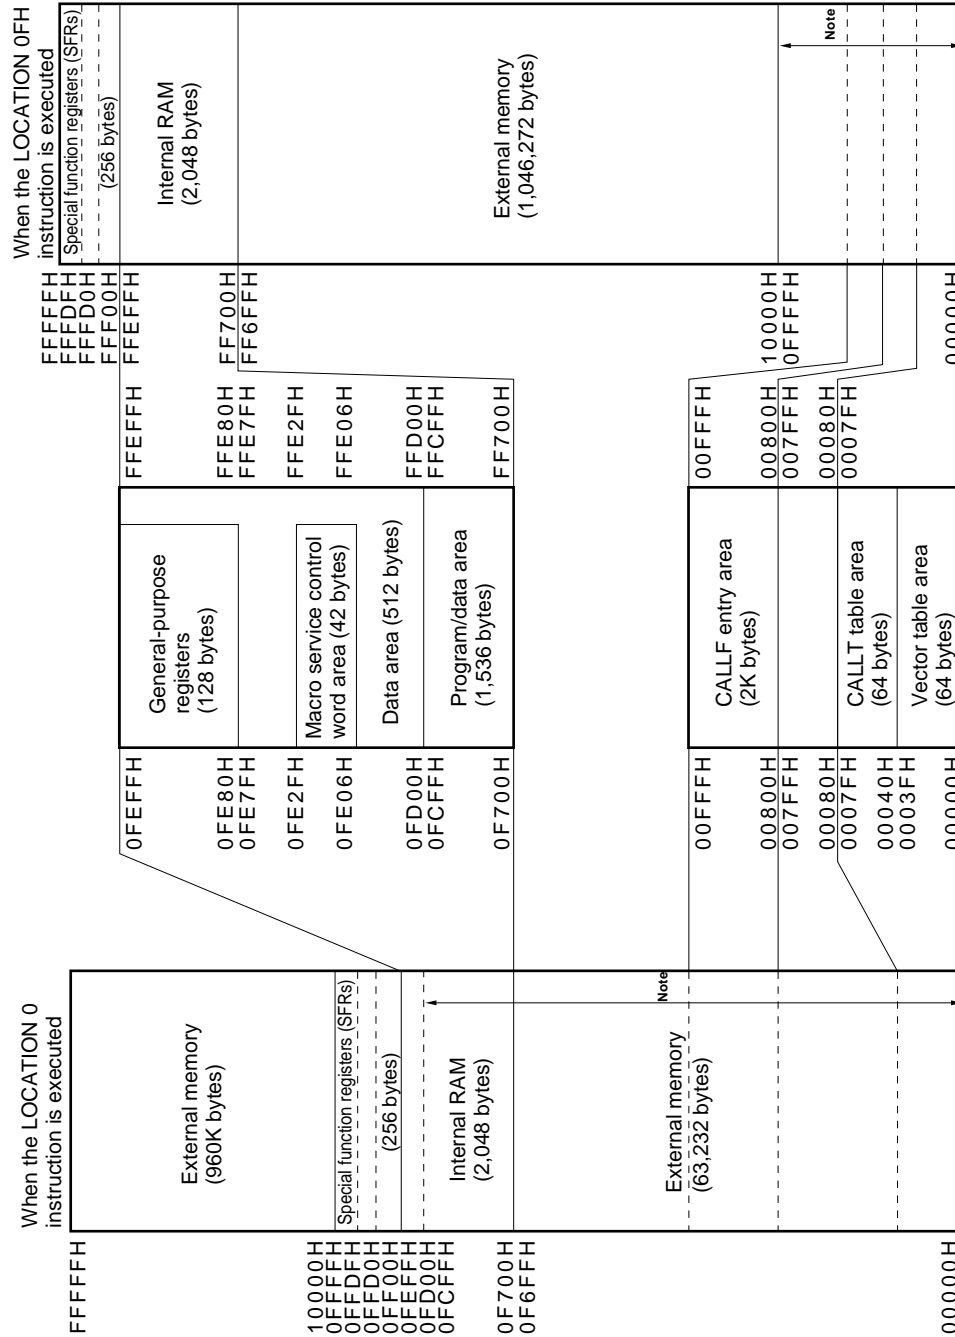 When the LOCATION 0
instruction is executed
FFFFFH
External memory
(960K bytes)
10000H
0FFFFH
Special function registers (SFRs)
0FFDFH
0FFD0H
(256 bytes)
0FF00H
0FEFFH
0FD00H
0FCFFH
Internal RAM
(2,048 bytes)
0F700H
0F6FFH
Note
External memory
(63,232 bytes)
00000H
0FEFFH
General-purpose
registers
(128 bytes)
FFEFFH
0FE80H
0FE7FH
FFE80H
FFE7FH
0FE2FH
Macro service control
word area (42 bytes)
FFE2FH
0FE06H
FFE06H
Data area (512 bytes)
0FD00H
0FCFFH
FFD00H
FFCFFH
Program/data area
(1,536 bytes)
0F700H
FF700H
00FFFH
CALLF entry area
(2K bytes)
00FFFH
00800H
007FFH
00800H
007FFH
00080H
0007FH
00080H
0007FH
CALLT table area
(64 bytes)
00040H
0003FH
Vector table area
(64 bytes)
00000H
When the LOCATION 0FH
instruction is executed
FFFFFH
Special function registers (SFRs)
FFFDFH
FFFD0H
(256 bytes)
FFF00H
FFEFFH
Internal RAM
(2,048 bytes)
FF700H
FF6FFH
External memory
(1,046,272 bytes)
10000H
0FFFFH
Note
00000H